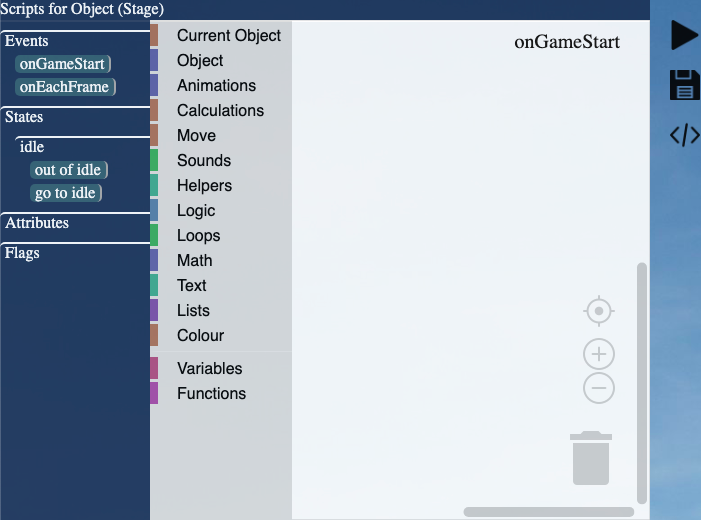 Scripts for Object (Stage)
Events
onGameStart
onEachFrame
States
idle
out of idle
go to idle
Attributes
Flags
Current Object
Object
Animations
Calculations
Move
Sounds
Helpers
Logic
Loops
Math
Text
Lists
Colour
Variables
Functions
onGameStart